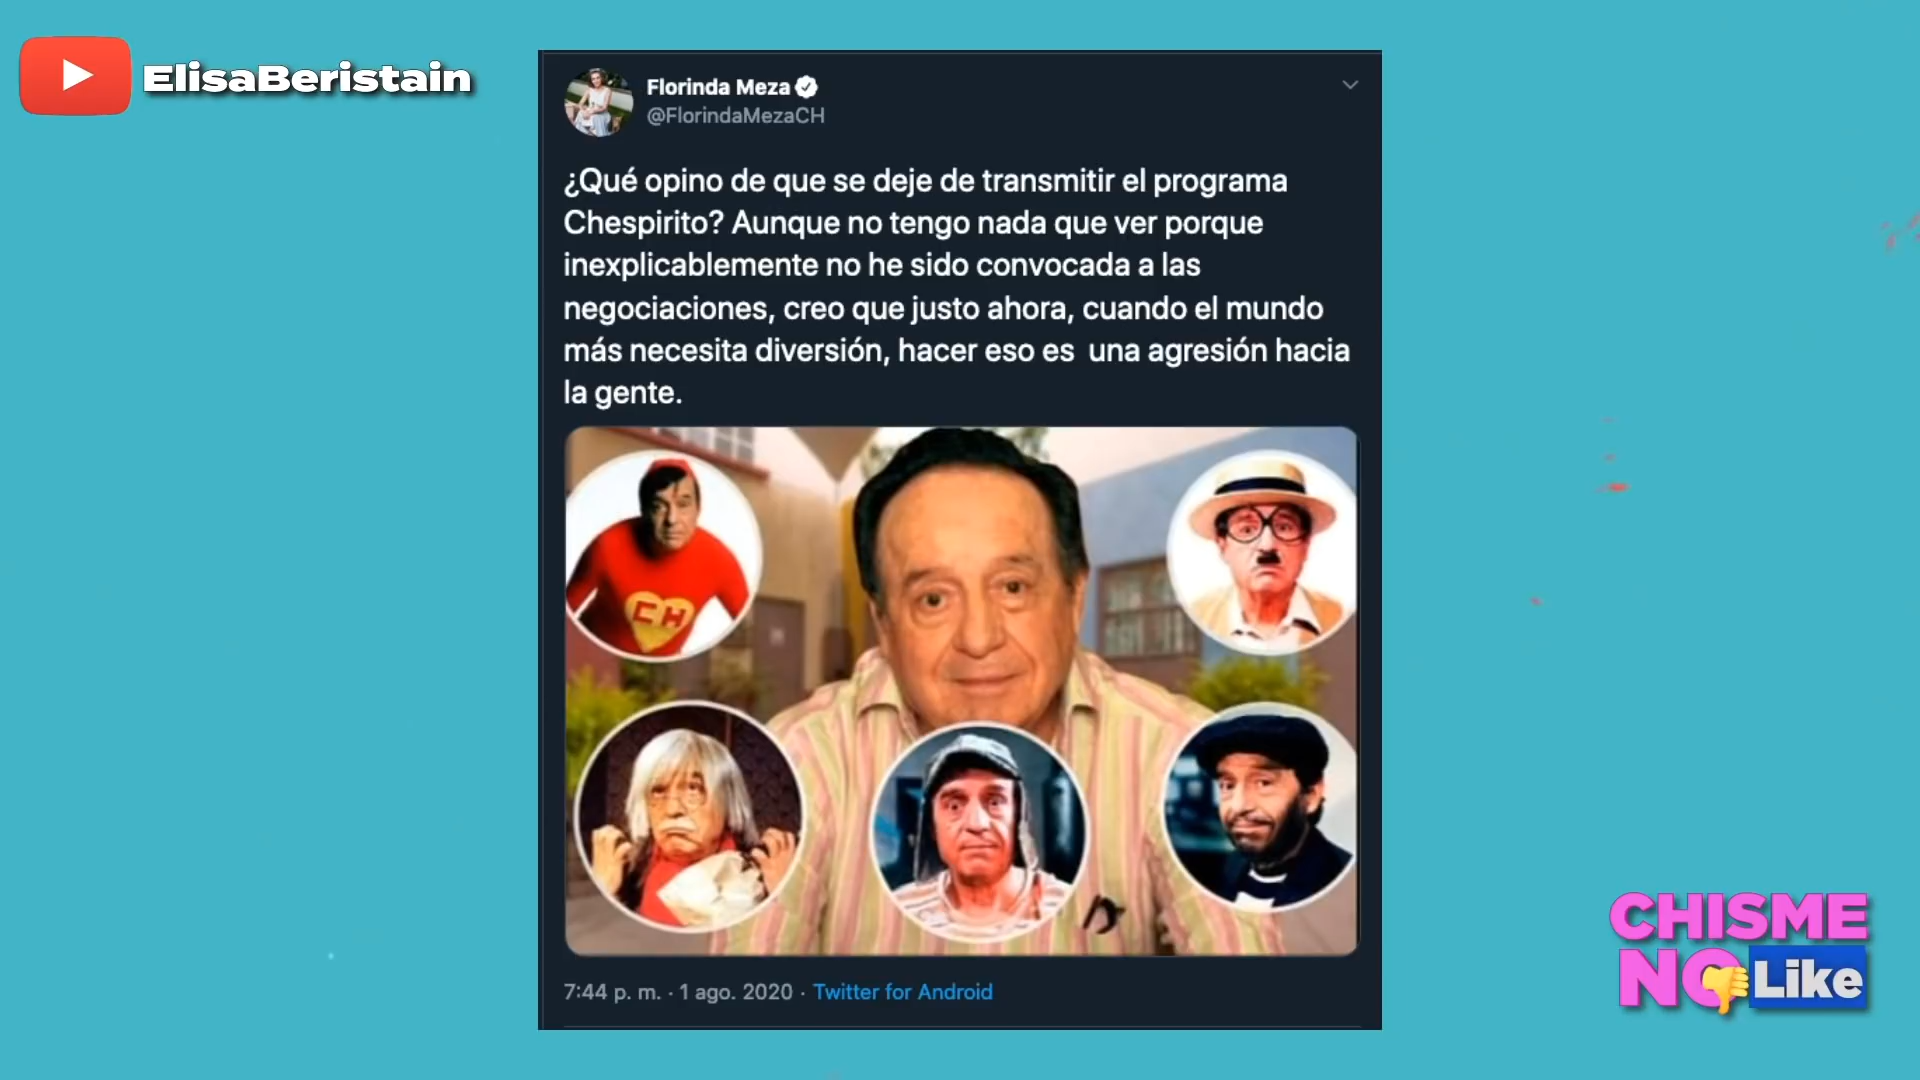 ElisaBeristain
Florinda Meza
@FlorindaMezaCH
¿Qué opino de que se deje de transmitir el programa
Chespirito? Aunque no tengo nada que ver porque
inexplicablemente no he sido convocada a las
negociaciones, creo que justo ahora, cuando el mundo
más necesita diversión, hacer eso es  una agresión hacia
la gente.
CH
7:44 p. m. · 1 ago. 2020 · Twitter for Android
CHISME
NO Like